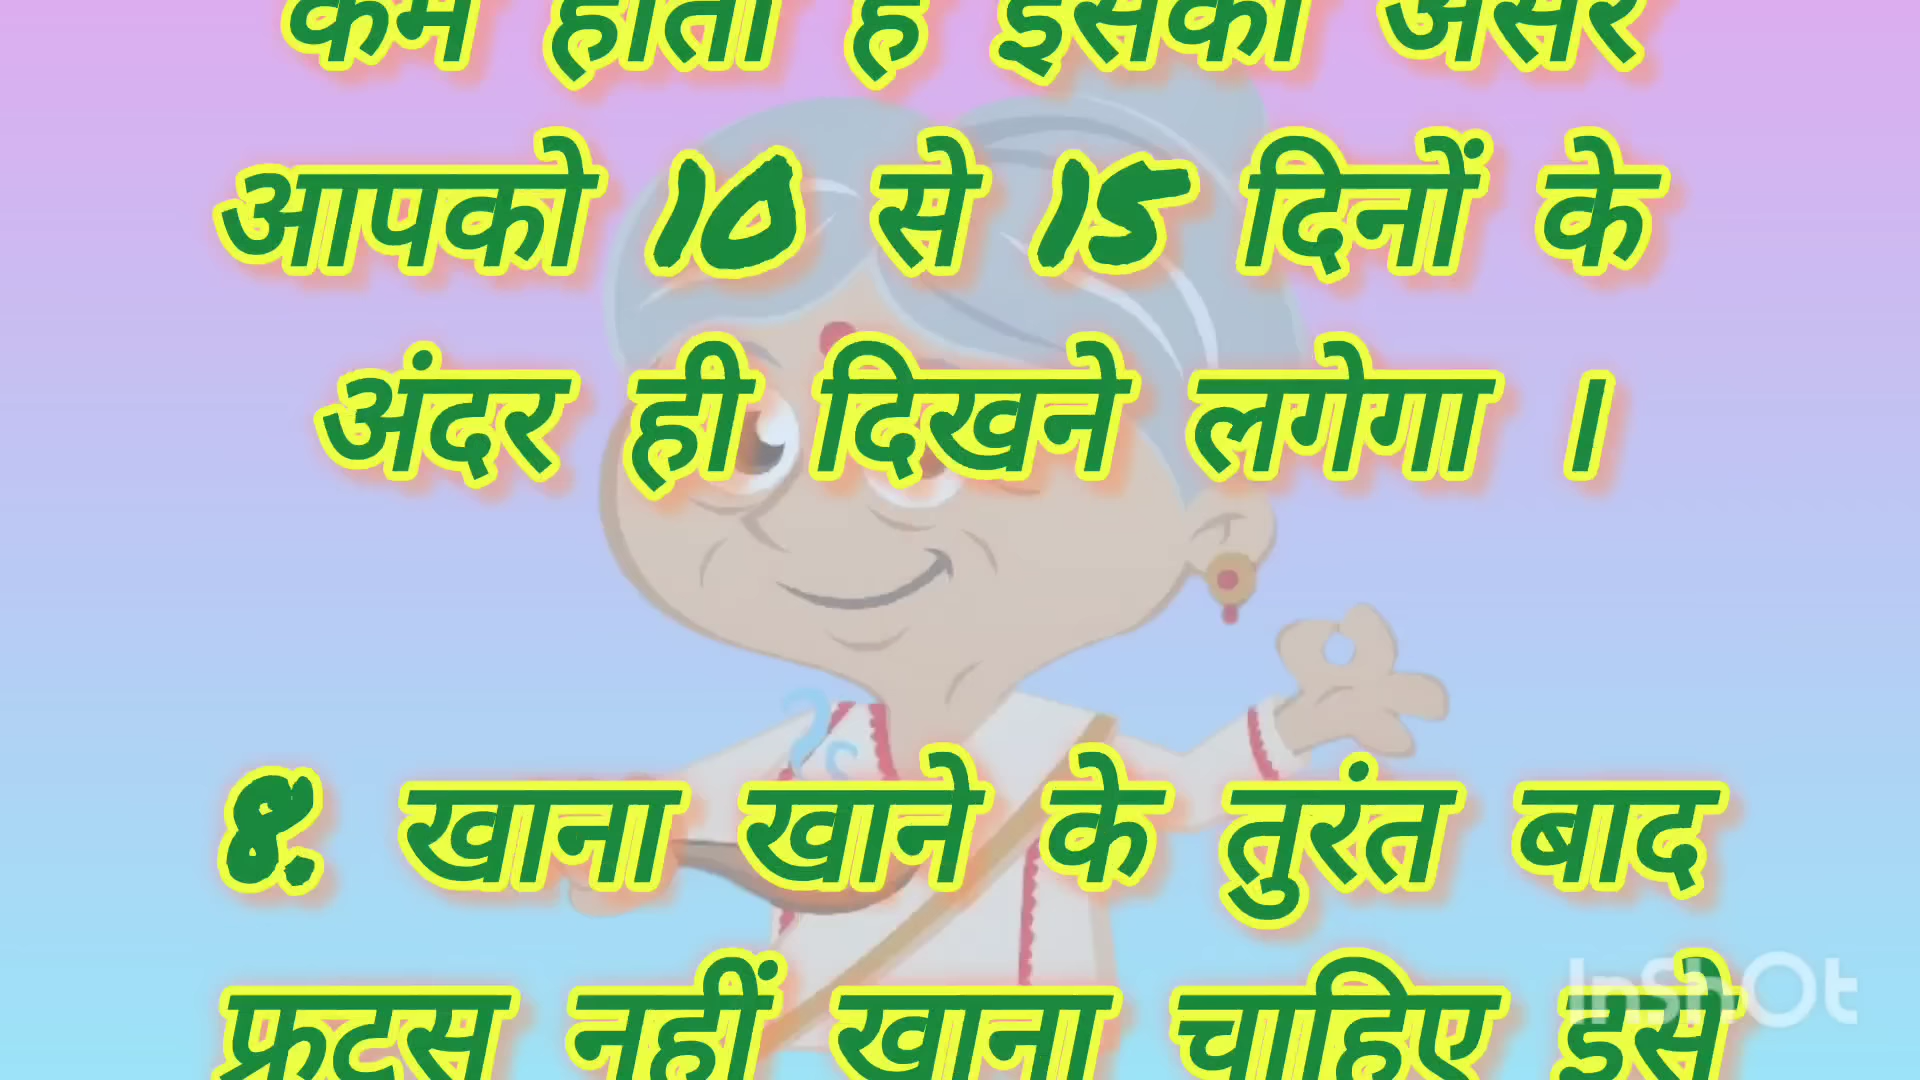 कम होता है इसका असर
आपको 10 से 15 दिनों के
अंदर ही दिखने लगेगा ।
8. खाना खाने के तुरंत बाद
फ्रूटस नहीं खाना चाहिए इसे
InShOt